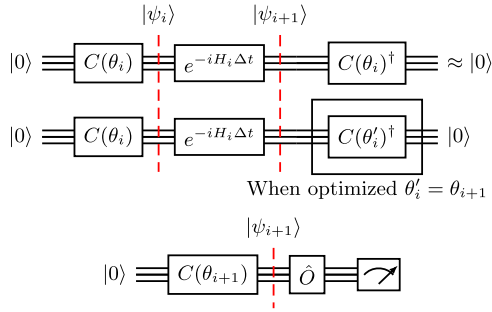 |ψ_i⟩ |ψ_{i+1}⟩
|0⟩ C(θ_i) e^{-iH_iΔt} C(θ_i)^† ≈ |0⟩
|0⟩ C(θ_i) e^{-iH_iΔt} C(θ'_i)^† |0⟩
When optimized θ'_i = θ_{i+1}
|ψ_{i+1}⟩
|0⟩ C(θ_{i+1}) Ô